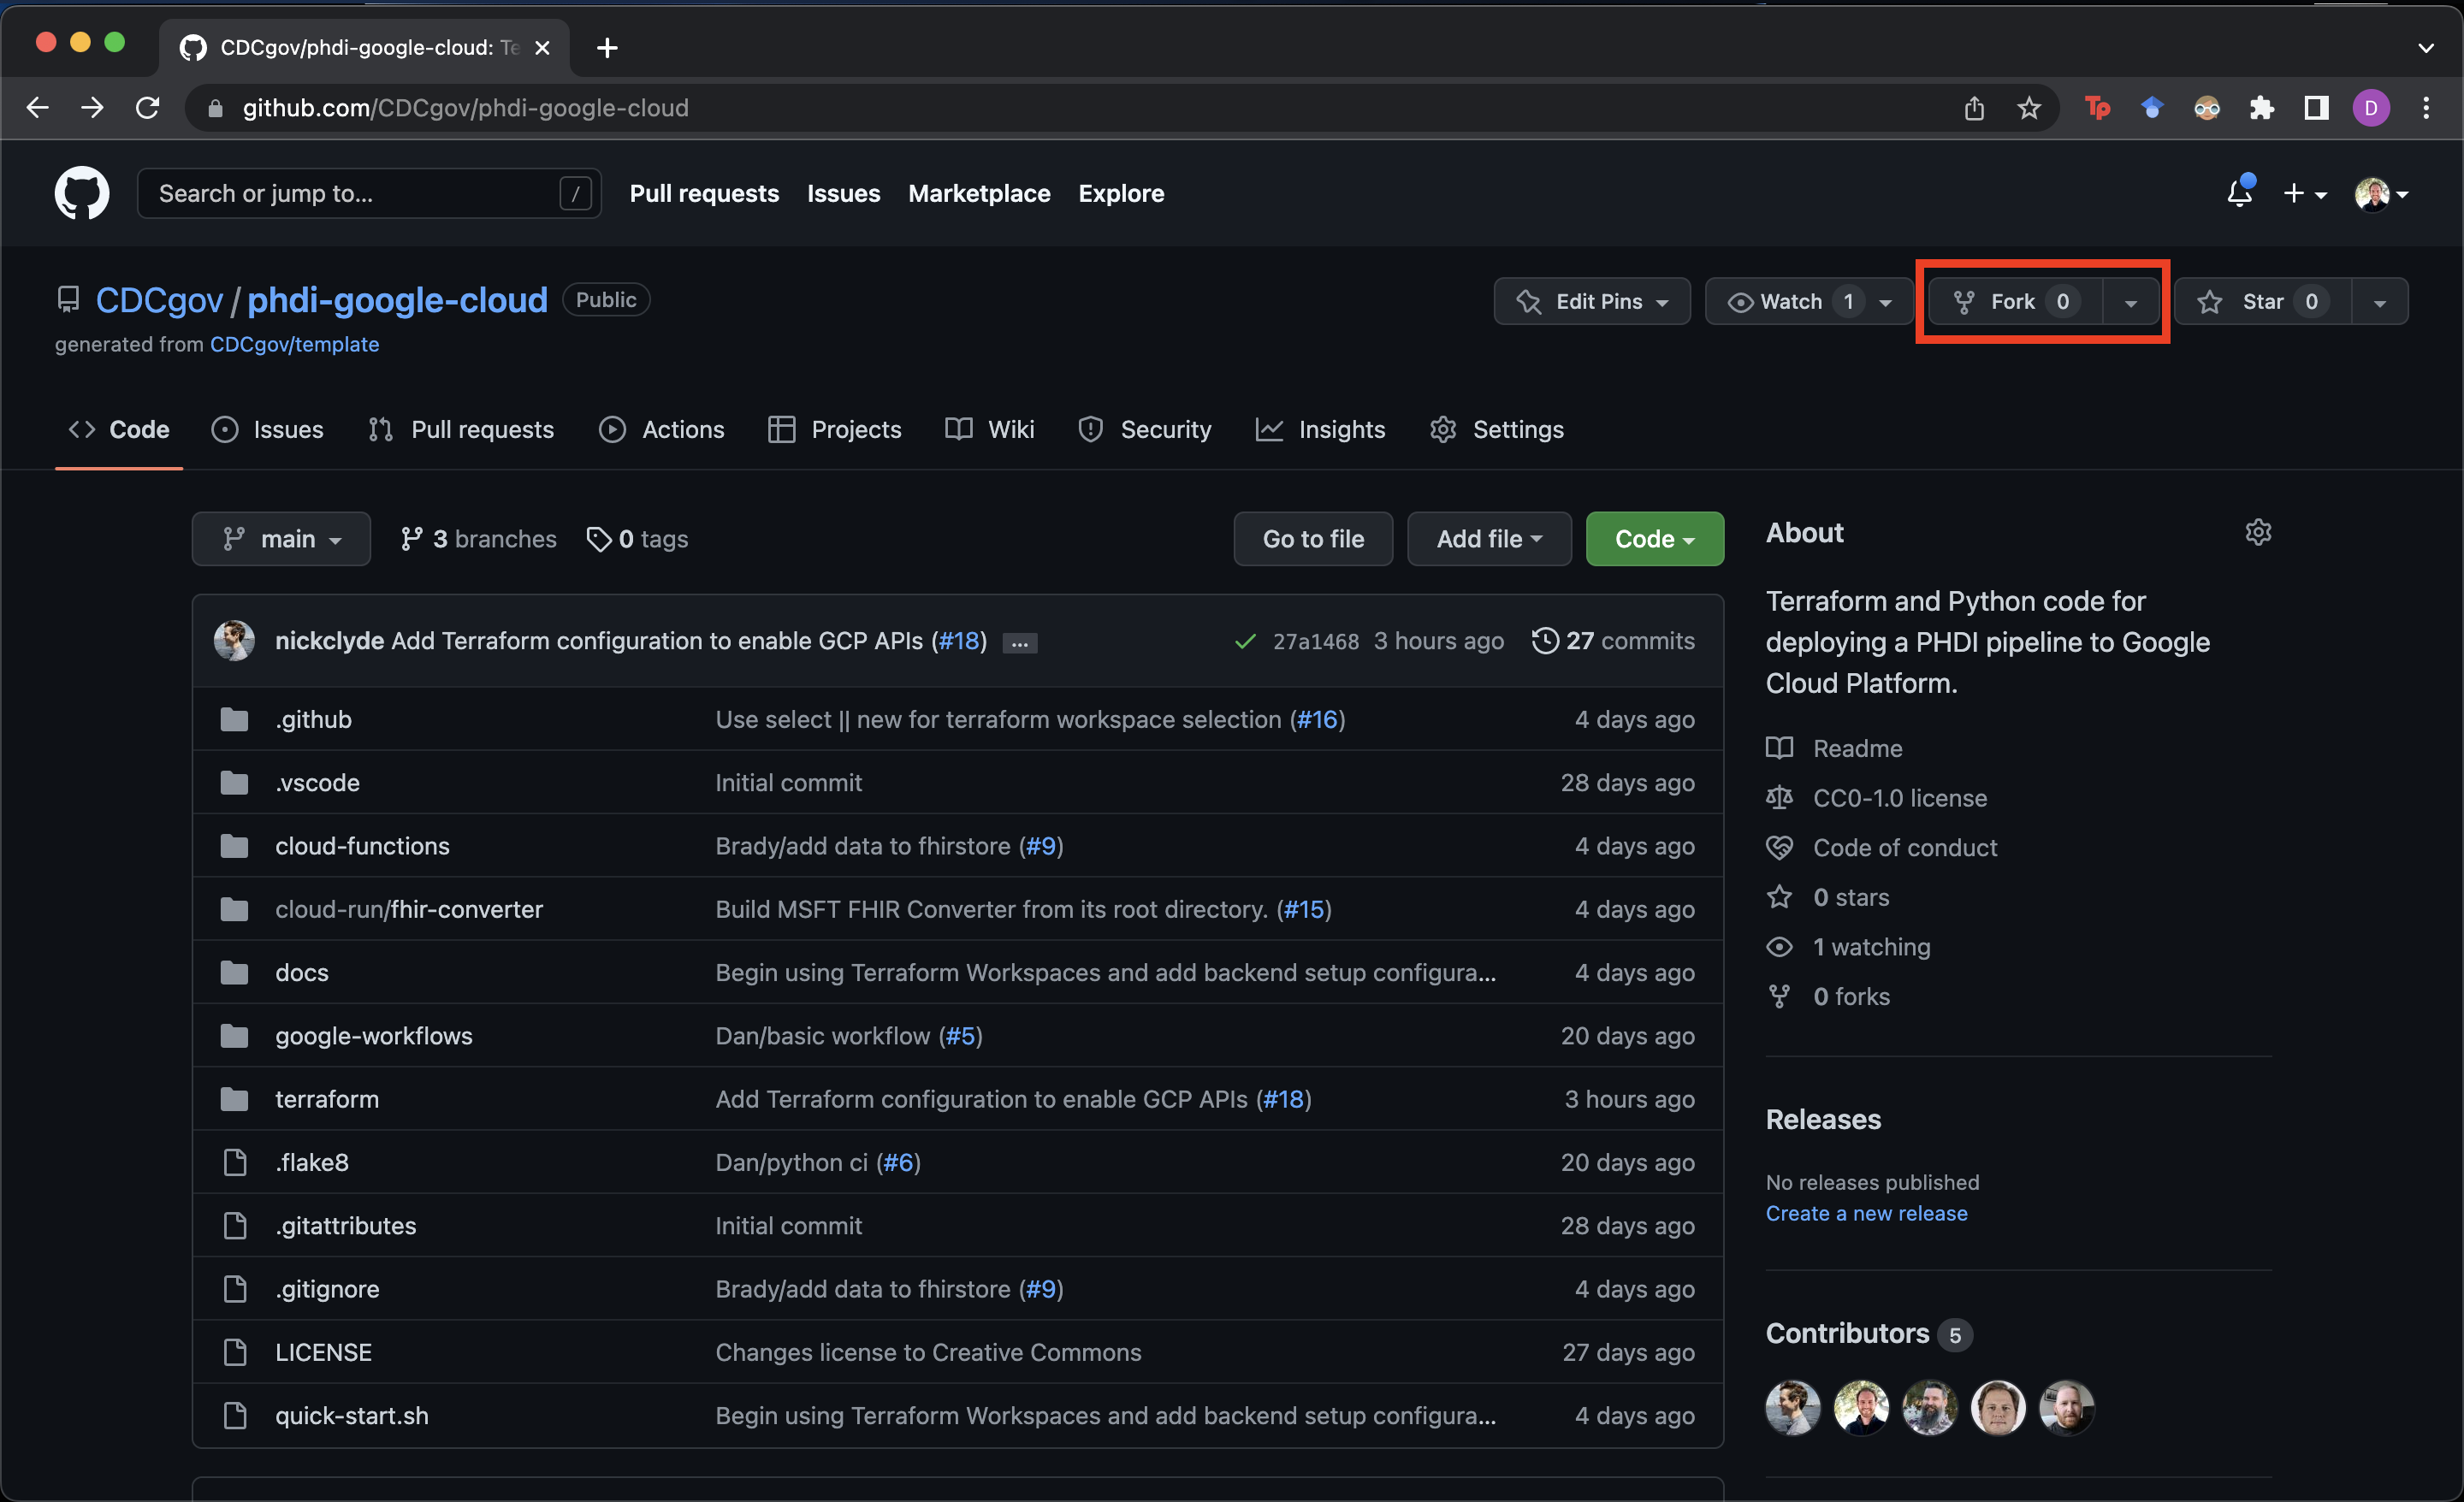 CDCgov/phdi-google-cloud: Te
github.com/CDCgov/phdi-google-cloud
Tp
D
Search or jump to... /
Pull requests Issues Marketplace Explore
CDCgov / phdi-google-cloud Public
Edit Pins Watch 1 Fork 0 Star 0
generated from CDCgov/template
Code Issues Pull requests Actions Projects Wiki Security Insights Settings
main 3 branches 0 tags Go to file Add file Code
nickclyde Add Terraform configuration to enable GCP APIs (#18) ... 27a1468 3 hours ago 27 commits
.github Use select || new for terraform workspace selection (#16) 4 days ago
.vscode Initial commit 28 days ago
cloud-functions Brady/add data to fhirstore (#9) 4 days ago
cloud-run/fhir-converter Build MSFT FHIR Converter from its root directory. (#15) 4 days ago
docs Begin using Terraform Workspaces and add backend setup configura... 4 days ago
google-workflows Dan/basic workflow (#5) 20 days ago
terraform Add Terraform configuration to enable GCP APIs (#18) 3 hours ago
.flake8 Dan/python ci (#6) 20 days ago
.gitattributes Initial commit 28 days ago
.gitignore Brady/add data to fhirstore (#9) 4 days ago
LICENSE Changes license to Creative Commons 27 days ago
quick-start.sh Begin using Terraform Workspaces and add backend setup configura... 4 days ago
About
Terraform and Python code for
deploying a PHDI pipeline to Google
Cloud Platform.
Readme
CC0-1.0 license
Code of conduct
0 stars
1 watching
0 forks
Releases
No releases published
Create a new release
Contributors 5